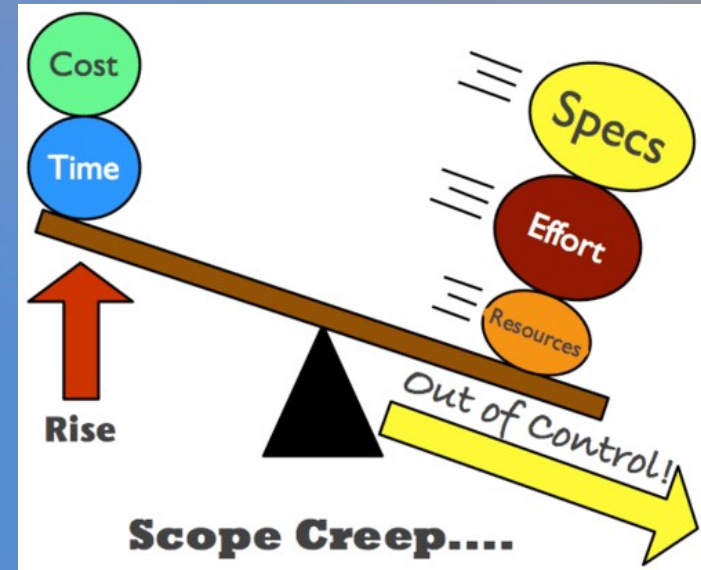 Cost
Time
Specs
Effort
Resources
Rise
Out of Control!
Scope Creep....